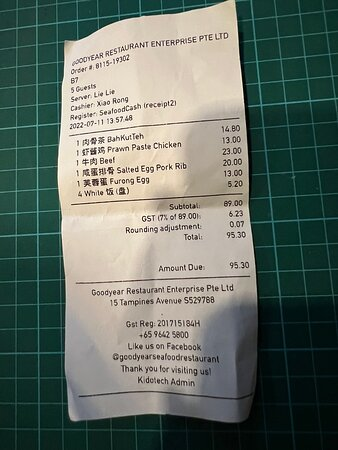 GOODYEAR RESTAURANT ENTERPRISE PTE LTD
Order #: B115-19302
B7
5 Guests
Server: Lie Lie
Cashier: Xiao Rong
Register: SeafoodCash (receipt2)
2022-07-11 13:57:48
1 肉骨茶 BahKutTeh 14.80
1 虾酱鸡 Prawn Paste Chicken 13.00
1 牛肉 Beef 23.00
1 咸蛋排骨 Salted Egg Pork Rib 20.00
1 芙蓉蛋 Furong Egg 13.00
4 White 饭 (盘) 5.20
Subtotal: 89.00
GST (7% of 89.00): 6.23
Rounding adjustment: 0.07
Total: 95.30
Amount Due: 95.30
Goodyear Restaurant Enterprise Pte Ltd
15 Tampines Avenue S529788
Gst Reg: 201715184H
+65 9642 5800
Like us on Facebook
@goodyearseafoodrestaurant
Thank you for visiting us!
Kidotech Admin